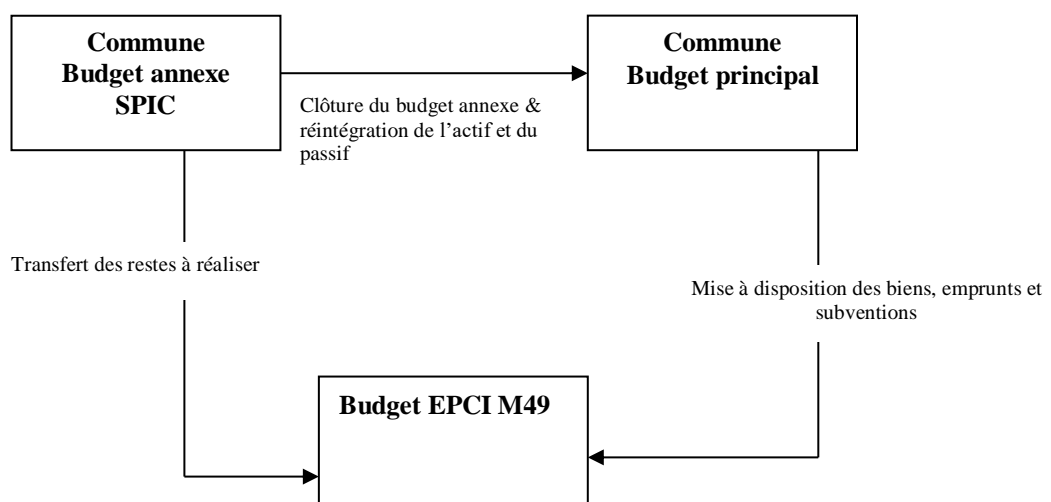 Commune
Budget annexe
SPIC
Commune
Budget principal
Clôture du budget annexe &
réintégration de l’actif et du
passif
Transfert des restes à réaliser
Mise à disposition des biens, emprunts et
subventions
Budget EPCI M49